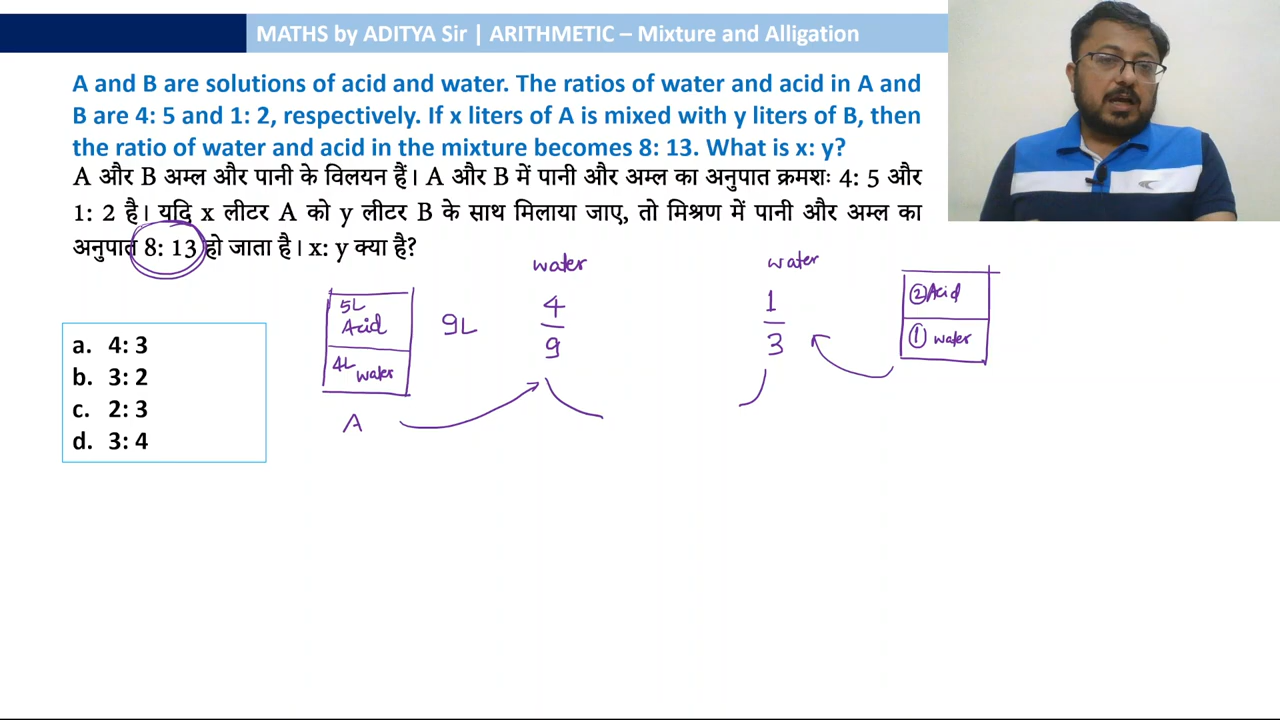 MATHS by ADITYA Sir | ARITHMETIC – Mixture and Alligation
A and B are solutions of acid and water. The ratios of water and acid in A and
B are 4: 5 and 1: 2, respectively. If x liters of A is mixed with y liters of B, then
the ratio of water and acid in the mixture becomes 8: 13. What is x: y?
A और B अम्ल और पानी के विलयन हैं। A और B में पानी और अम्ल का अनुपात क्रमशः 4: 5 और
1: 2 है। यदि x लीटर A को y लीटर B के साथ मिलाया जाए, तो मिश्रण में पानी और अम्ल का
अनुपात 8: 13 हो जाता है। x: y क्या है?
a. 4: 3
b. 3: 2
c. 2: 3
d. 3: 4
5L
Acid
4L
water
A
9L
water
4
9
water
1
3
2 Acid
1 water